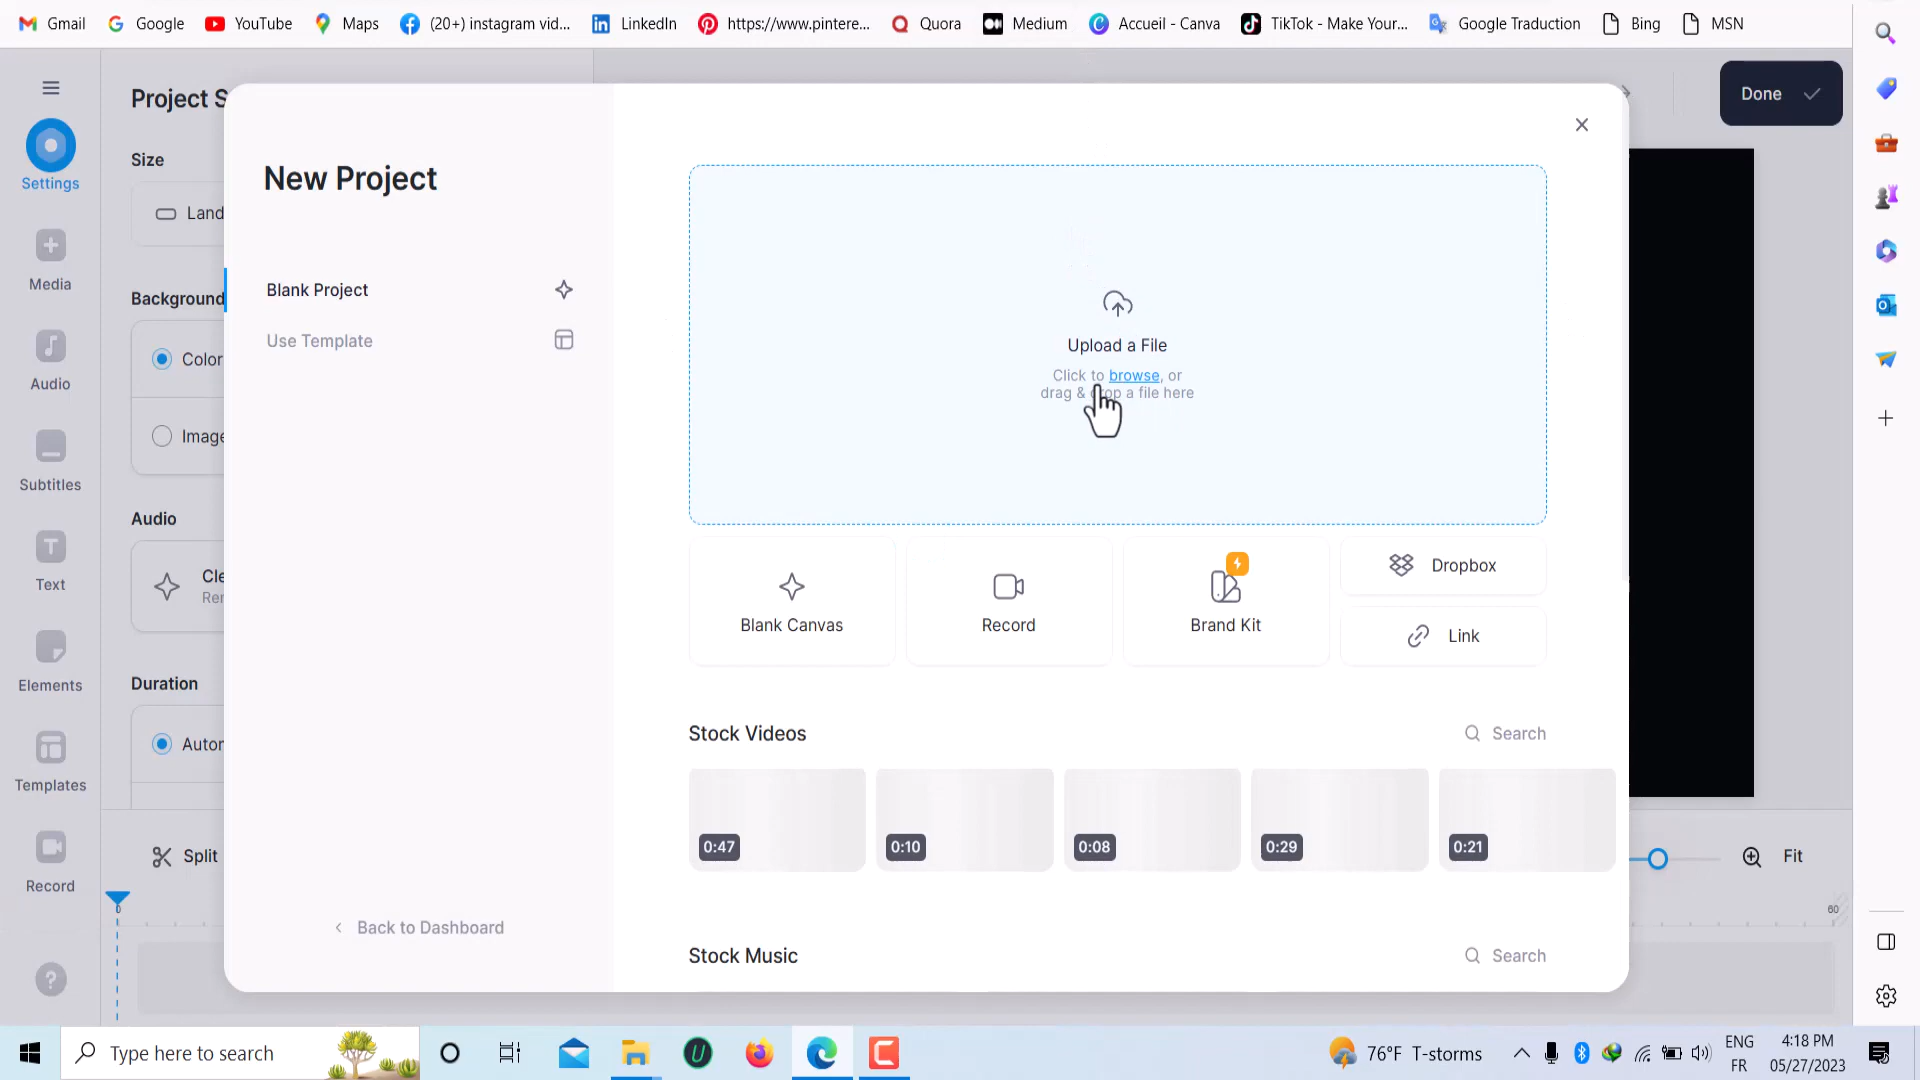 Gmail Google YouTube Maps (20+) instagram vid... LinkedIn https://www.pintere... Quora Medium Accueil - Canva TikTok - Make Your... Google Traduction Bing MSN
Project S
Done
Size
Settings
Land
Media
Background
Color
Audio
Image
Subtitles
Audio
Text
Cle
Rem
Elements
Duration
Autom
Templates
Split
Record
0
New Project
Blank Project
Use Template
Back to Dashboard
Upload a File
Click to browse, or
drag & drop a file here
Blank Canvas
Record
Brand Kit
Dropbox
Link
Stock Videos
Search
0:47
0:10
0:08
0:29
0:21
Stock Music
Search
Fit
60
Type here to search
76°F T-storms
ENG
FR
4:18 PM
05/27/2023